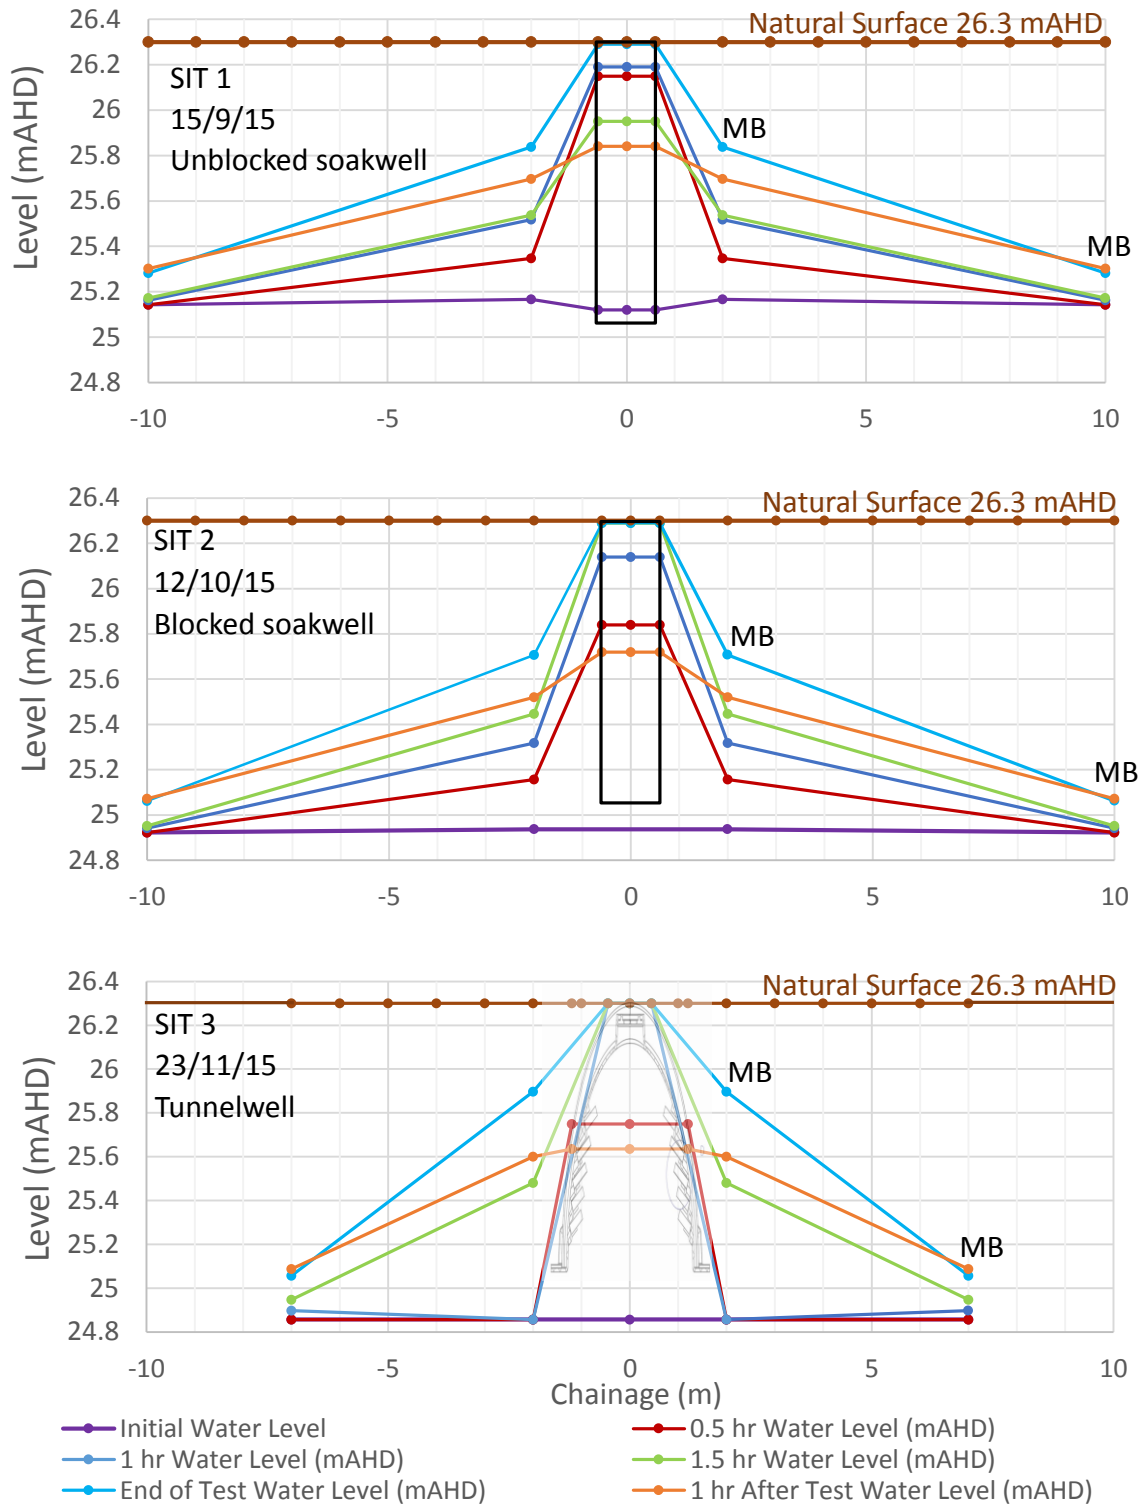 Natural Surface 26.3 mAHD
26.4
26.2
26
25.8
25.6
25.4
25.2
25
24.8
Level (mAHD)
SIT 1
15/9/15
Unblocked soakwell
MB
MB
-10
-5
0
5
10
Natural Surface 26.3 mAHD
26.4
26.2
26
25.8
25.6
25.4
25.2
25
24.8
Level (mAHD)
SIT 2
12/10/15
Blocked soakwell
MB
MB
-10
-5
0
5
10
Natural Surface 26.3 mAHD
26.4
26.2
26
25.8
25.6
25.4
25.2
25
24.8
Level (mAHD)
SIT 3
23/11/15
Tunnelwell
MB
MB
-10
-5
0
5
10
Chainage (m)
Initial Water Level
0.5 hr Water Level (mAHD)
1 hr Water Level (mAHD)
1.5 hr Water Level (mAHD)
End of Test Water Level (mAHD)
1 hr After Test Water Level (mAHD)